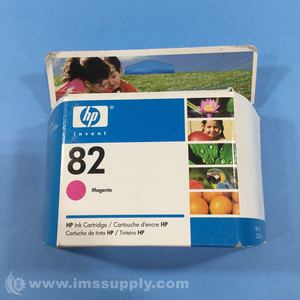 hp
invent
82
Magenta
HP Ink Cartridge / Cartouche d'encre HP
Cartucho de tinta HP / Tinteiro HP
www.imssupply.com